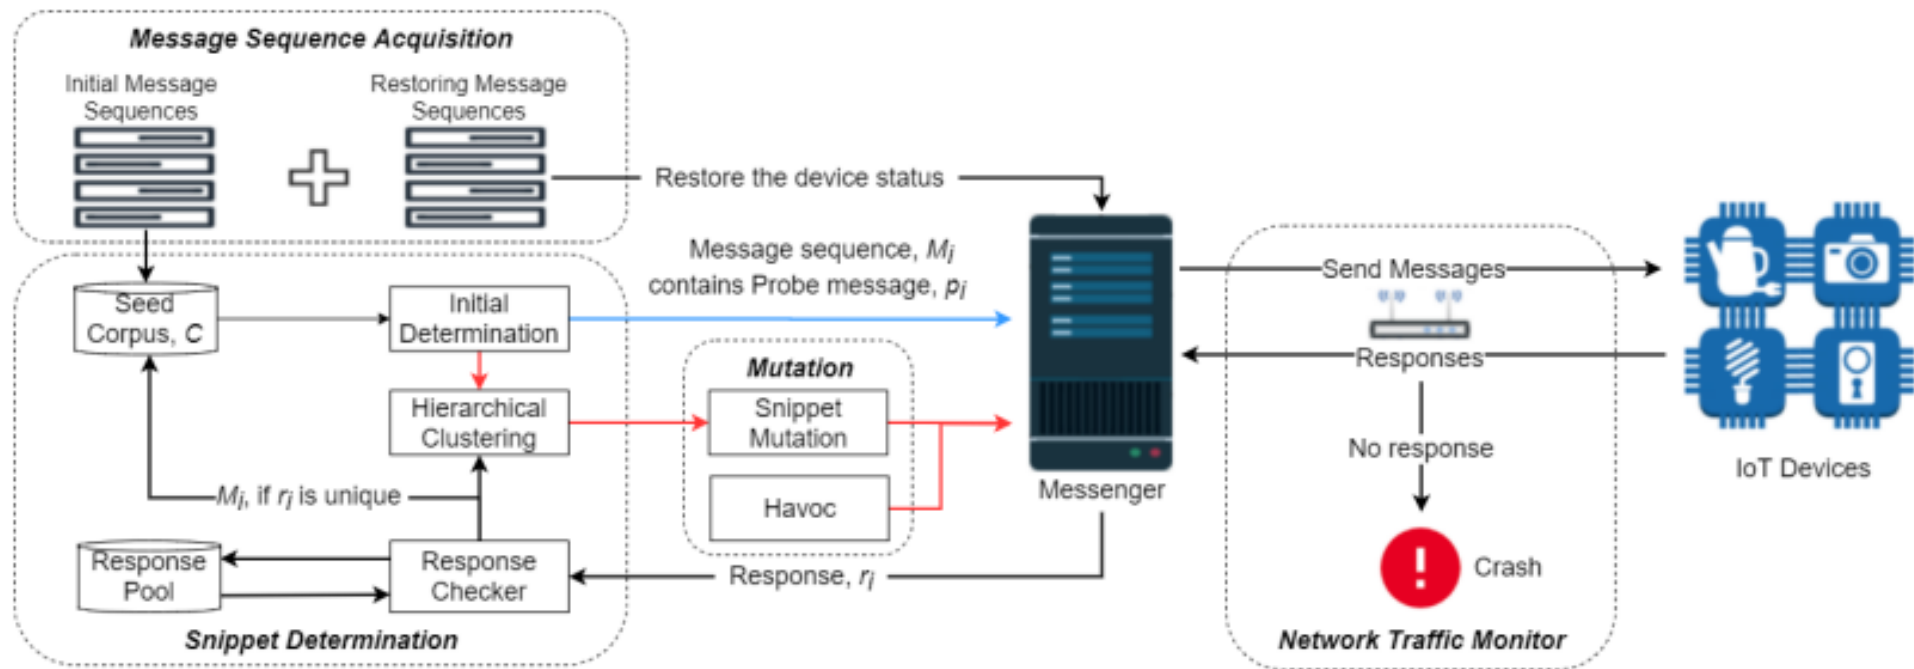 Message Sequence Acquisition
Initial Message
Sequences
Restoring Message
Sequences
Restore the device status
Message sequence, Mi
contains Probe message, pi
Seed
Corpus, C
Initial
Determination
Hierarchical
Clustering
Mi, if ri is unique
Response
Pool
Response
Checker
Snippet Determination
Mutation
Snippet
Mutation
Havoc
Response, ri
Messenger
Send Messages
Responses
No response
Crash
Network Traffic Monitor
IoT Devices